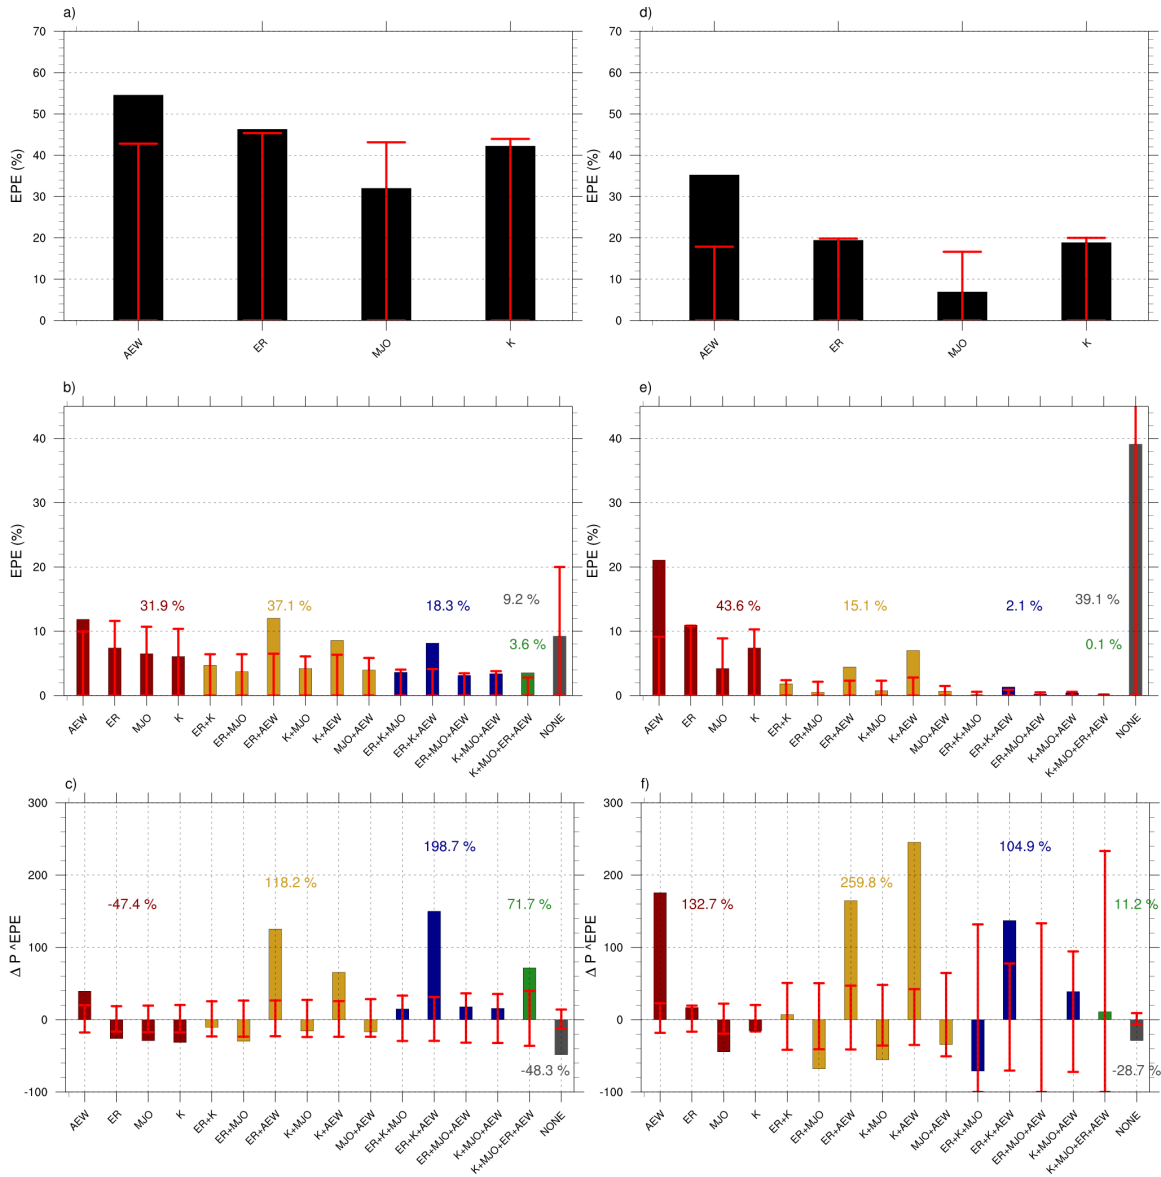 a)
70
60
50
40
30
20
10
0
EPE (%)
AEW
ER
MJO
K
d)
70
60
50
40
30
20
10
0
EPE (%)
AEW
ER
MJO
K
b)
40
30
20
10
0
EPE (%)
31.9 %
37.1 %
18.3 %
9.2 %
3.6 %
AEW
ER
MJO
K
ER+K
ER+MJO
ER+AEW
K+MJO
K+AEW
MJO+AEW
ER+K+MJO
ER+K+AEW
ER+MJO+AEW
K+MJO+AEW
K+MJO+ER+AEW
NONE
e)
40
30
20
10
0
EPE (%)
43.6 %
15.1 %
2.1 %
39.1 %
0.1 %
AEW
ER
MJO
K
ER+K
ER+MJO
ER+AEW
K+MJO
K+AEW
MJO+AEW
ER+K+MJO
ER+K+AEW
ER+MJO+AEW
K+MJO+AEW
K+MJO+ER+AEW
NONE
c)
300
200
100
0
-100
Δ P ^EPE
-47.4 %
118.2 %
198.7 %
71.7 %
-48.3 %
AEW
ER
MJO
K
ER+K
ER+MJO
ER+AEW
K+MJO
K+AEW
MJO+AEW
ER+K+MJO
ER+K+AEW
ER+MJO+AEW
K+MJO+AEW
K+MJO+ER+AEW
NONE
f)
300
200
100
0
-100
Δ P ^EPE
132.7 %
259.8 %
104.9 %
11.2 %
-28.7 %
AEW
ER
MJO
K
ER+K
ER+MJO
ER+AEW
K+MJO
K+AEW
MJO+AEW
ER+K+MJO
ER+K+AEW
ER+MJO+AEW
K+MJO+AEW
K+MJO+ER+AEW
NONE